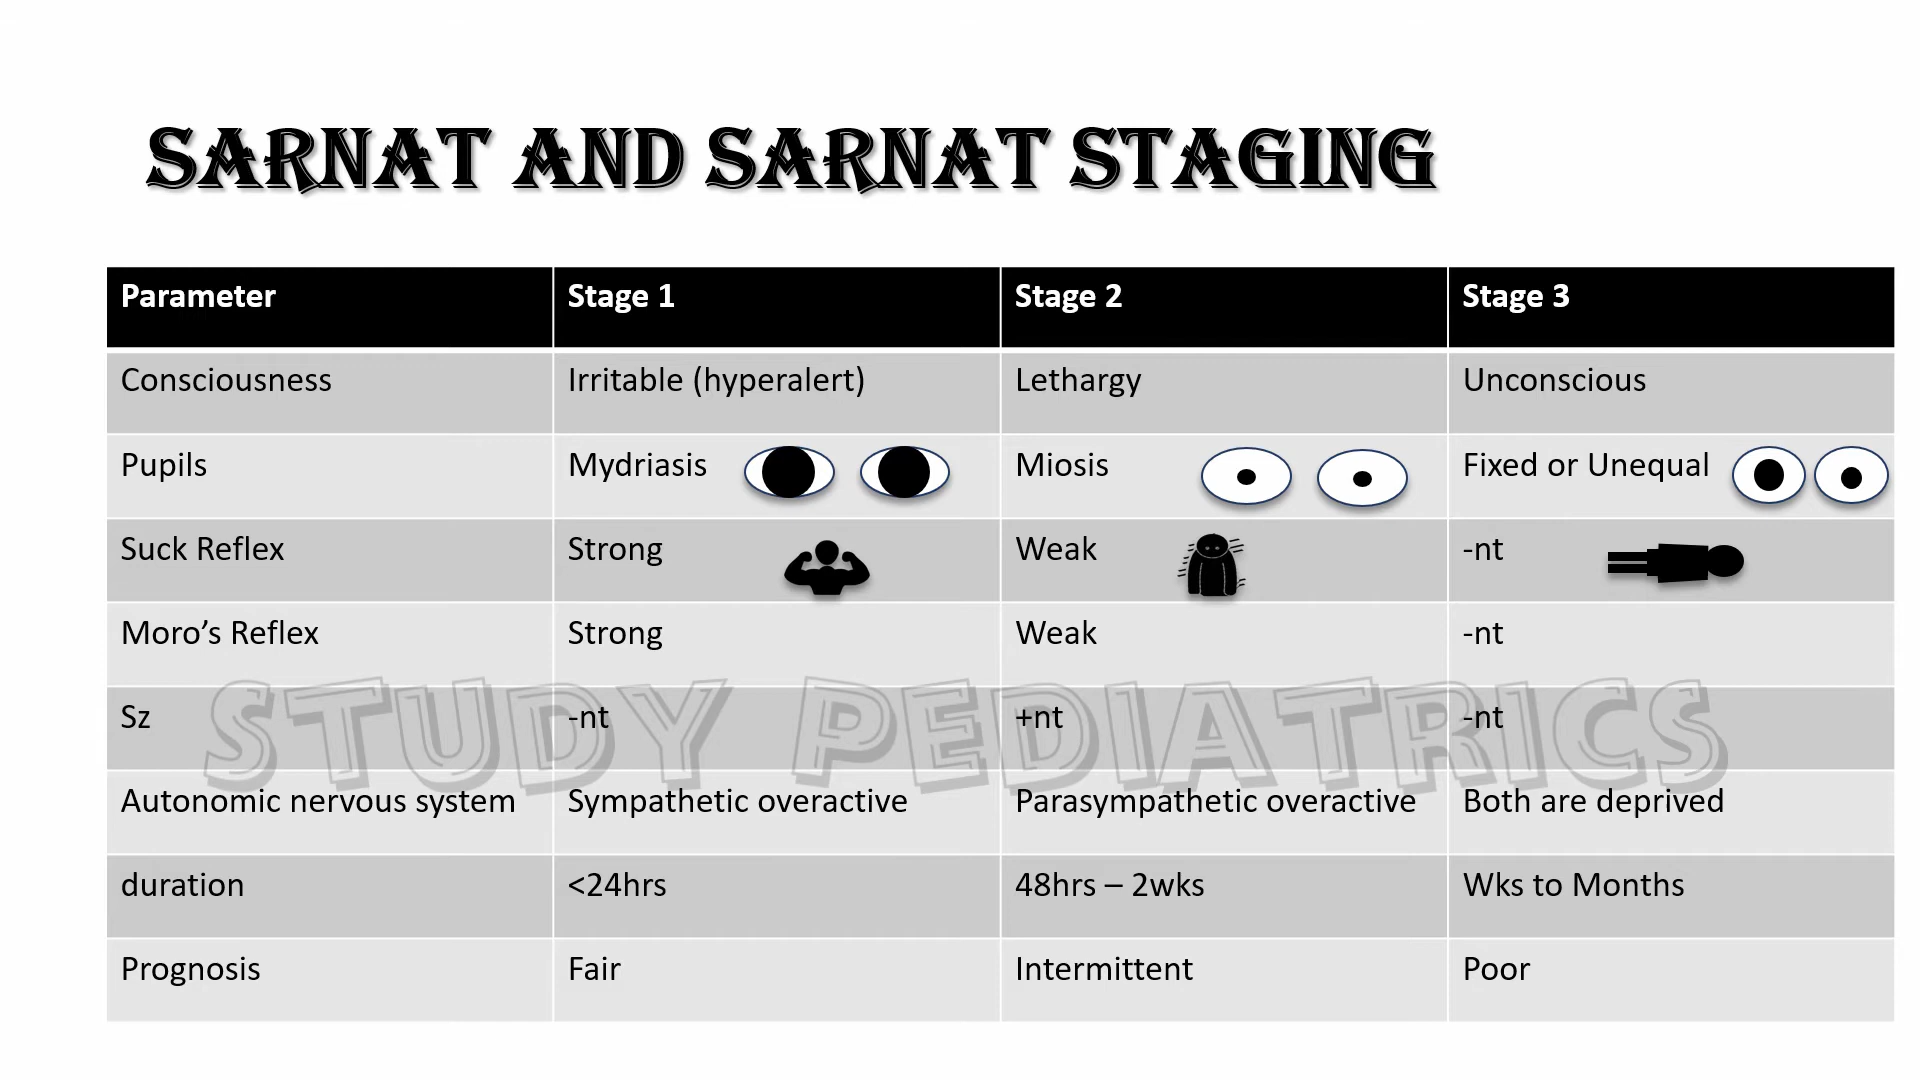 SARNAT AND SARNAT STAGING
Parameter Stage 1 Stage 2 Stage 3
Consciousness Irritable (hyperalert) Lethargy Unconscious
Pupils Mydriasis Miosis Fixed or Unequal
Suck Reflex Strong Weak -nt
Moro’s Reflex Strong Weak -nt
STUDY PEDIATRICS
Sz -nt +nt -nt
Autonomic nervous system Sympathetic overactive Parasympathetic overactive Both are deprived
duration <24hrs 48hrs – 2wks Wks to Months
Prognosis Fair Intermittent Poor